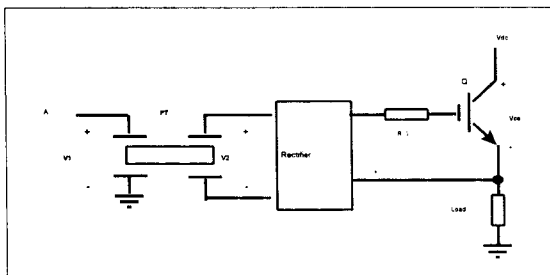 Vdc
Q
A
PT
+
+
+
V1
V2
Rectifier
R 1
Vce
-
-
-
Load